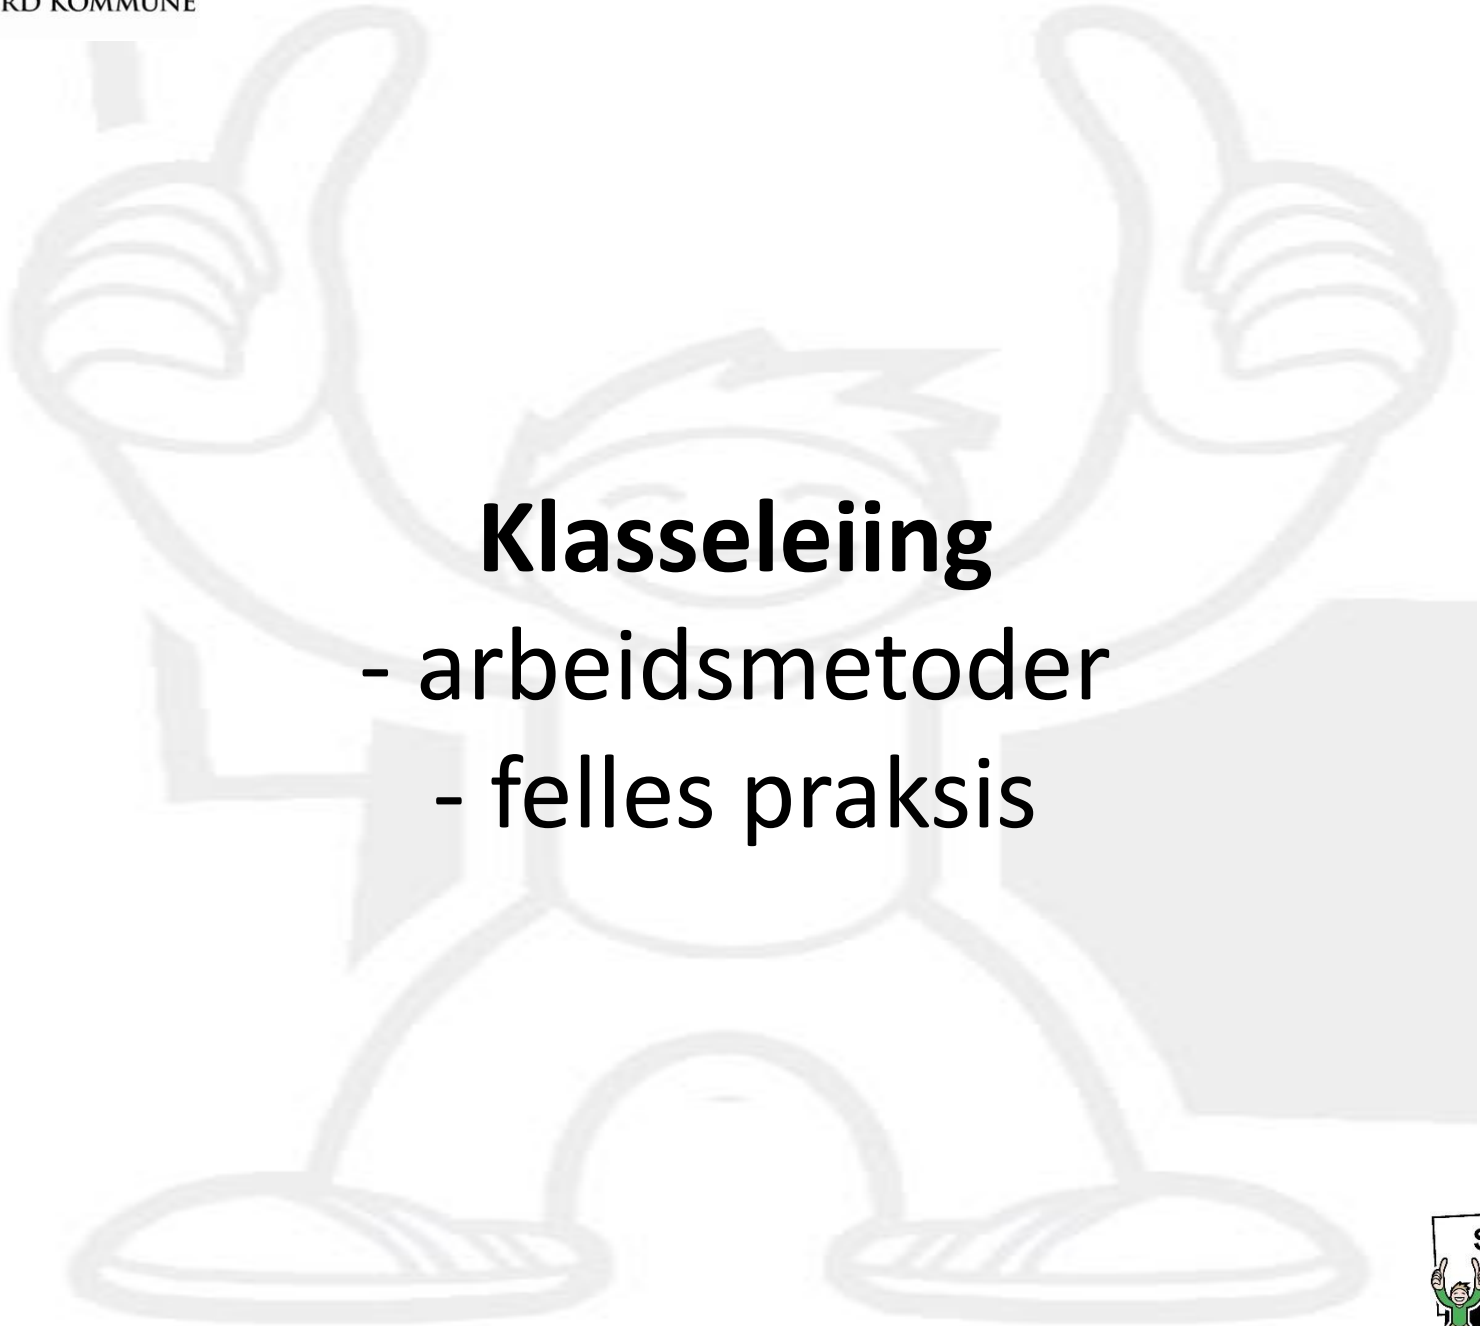 RD KOMMUNE
Klasseleiing
- arbeidsmetoder
- felles praksis
S